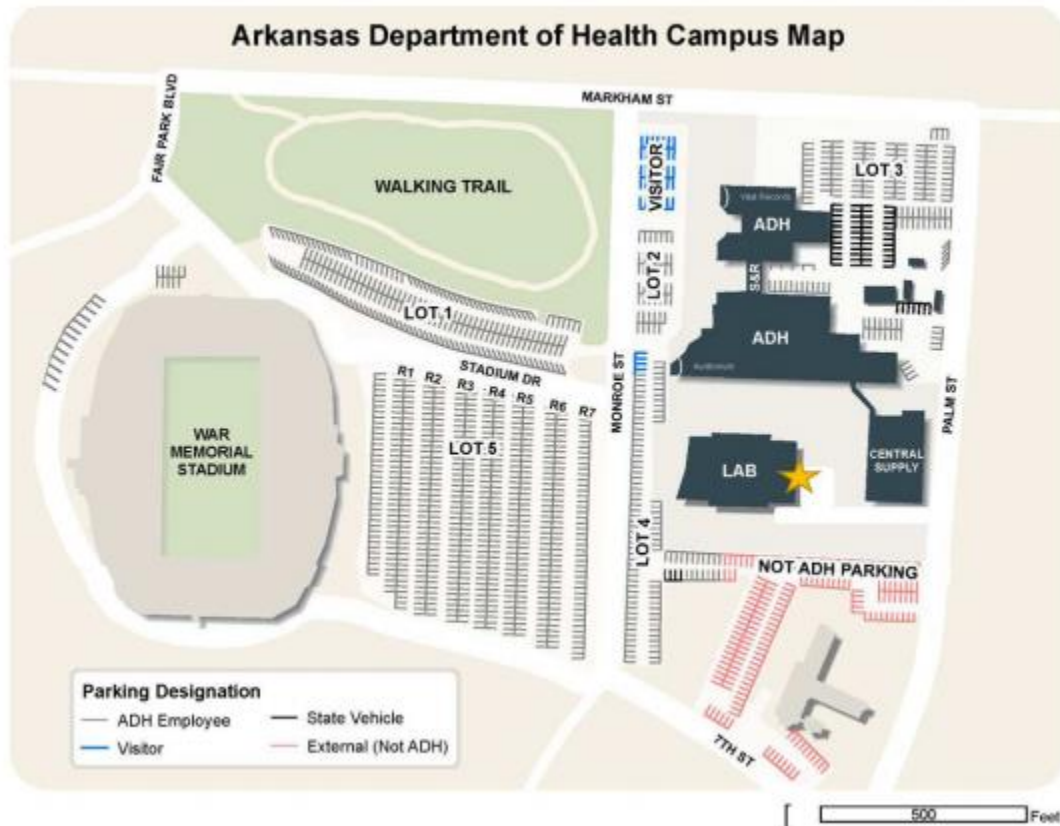 Arkansas Department of Health Campus Map
MARKHAM ST
FAIR PARK BLVD
WALKING TRAIL
VISITOR
LOT 3
Vital Records
ADH
S&R
LOT 2
LOT 1
ADH
Auditorium
STADIUM DR
MONROE ST
PALM ST
R1 R2 R3 R4 R5 R6 R7
LOT 5
WAR
MEMORIAL
STADIUM
LAB
CENTRAL
SUPPLY
LOT 4
NOT ADH PARKING
7TH ST
Parking Designation
ADH Employee
State Vehicle
Visitor
External (Not ADH)
500
Feet